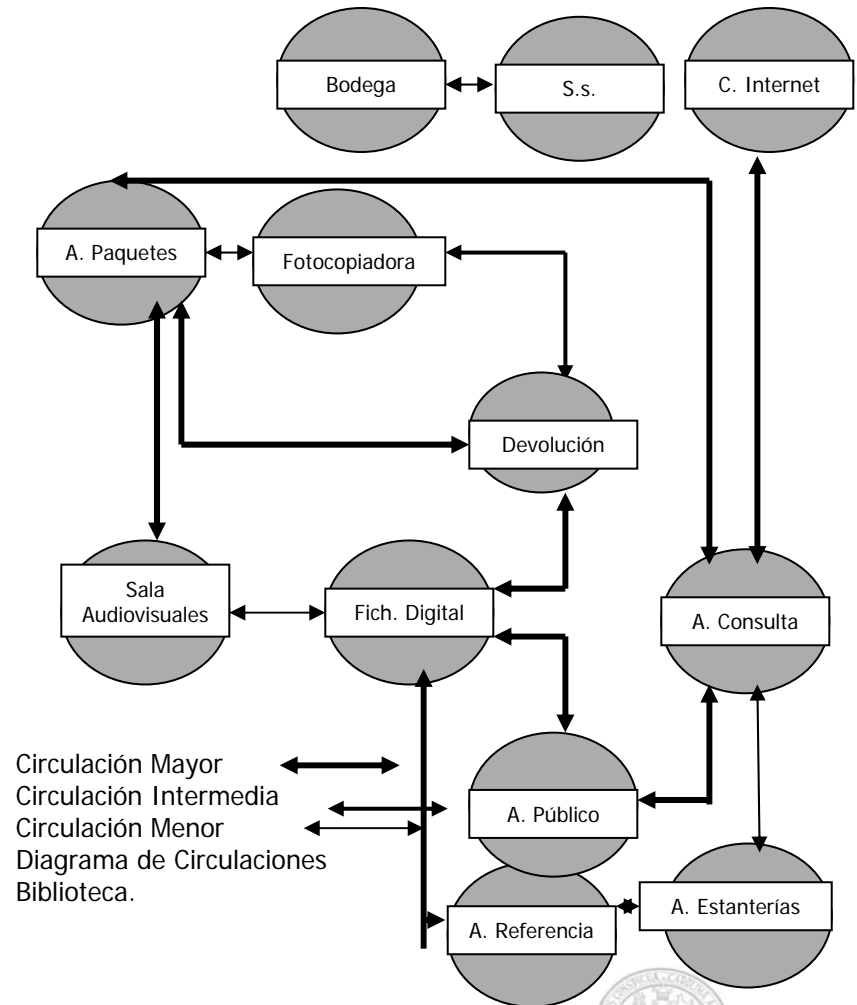 Bodega
S.s.
C. Internet
A. Paquetes
Fotocopiadora
Devolución
Sala
Audiovisuales
Fich. Digital
A. Consulta
Circulación Mayor
Circulación Intermedia
Circulación Menor
Diagrama de Circulaciones
Biblioteca.
A. Público
A. Estanterías
A. Referencia